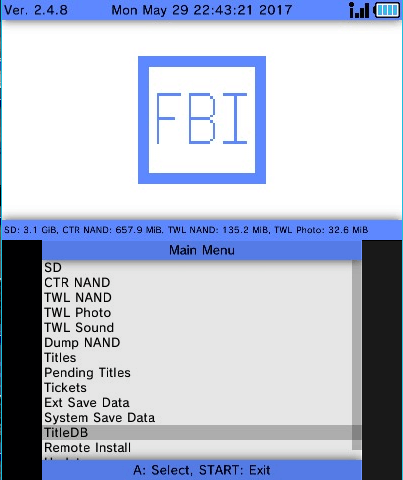 Ver. 2.4.8 Mon May 29 22:43:21 2017
FBI
SD: 3.1 GiB, CTR NAND: 657.9 MiB, TWL NAND: 135.2 MiB, TWL Photo: 32.6 MiB
Main Menu
SD
CTR NAND
TWL NAND
TWL Photo
TWL Sound
Dump NAND
Titles
Pending Titles
Tickets
Ext Save Data
System Save Data
TitleDB
Remote Install
A: Select, START: Exit